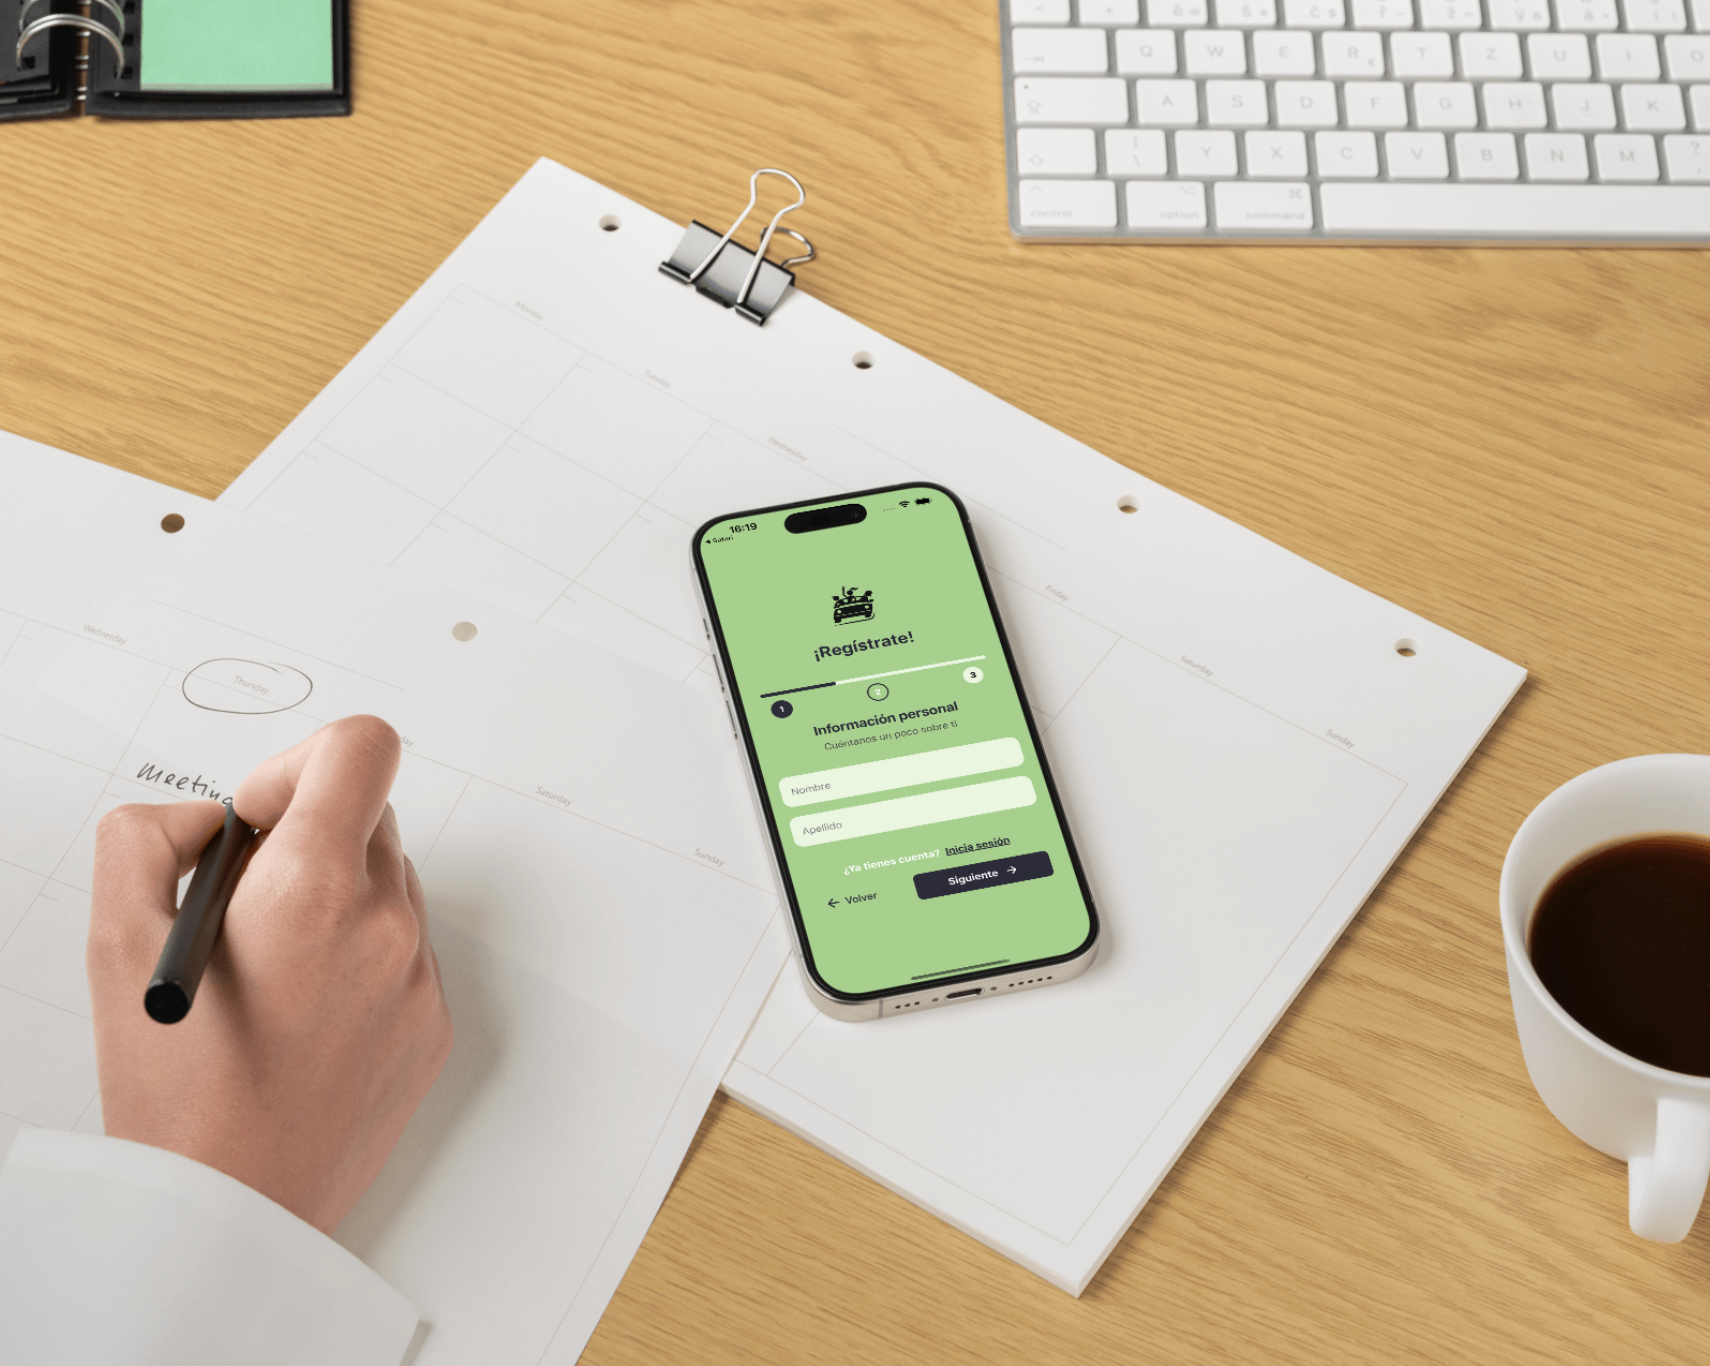 Q W E R T Z U I O
A S D F G H J K
Y X C V B N M ?
control option command
Monday
Tuesday
Wednesday
Friday
Saturday
Sunday
Wednesday
Thursday
Saturday
Sunday
Meeting
16:19
◀ Safari
¡Regístrate!
1 2 3
Información personal
Cuéntanos un poco sobre ti
Nombre
Apellido
¿Ya tienes cuenta? Inicia sesión
← Volver
Siguiente →